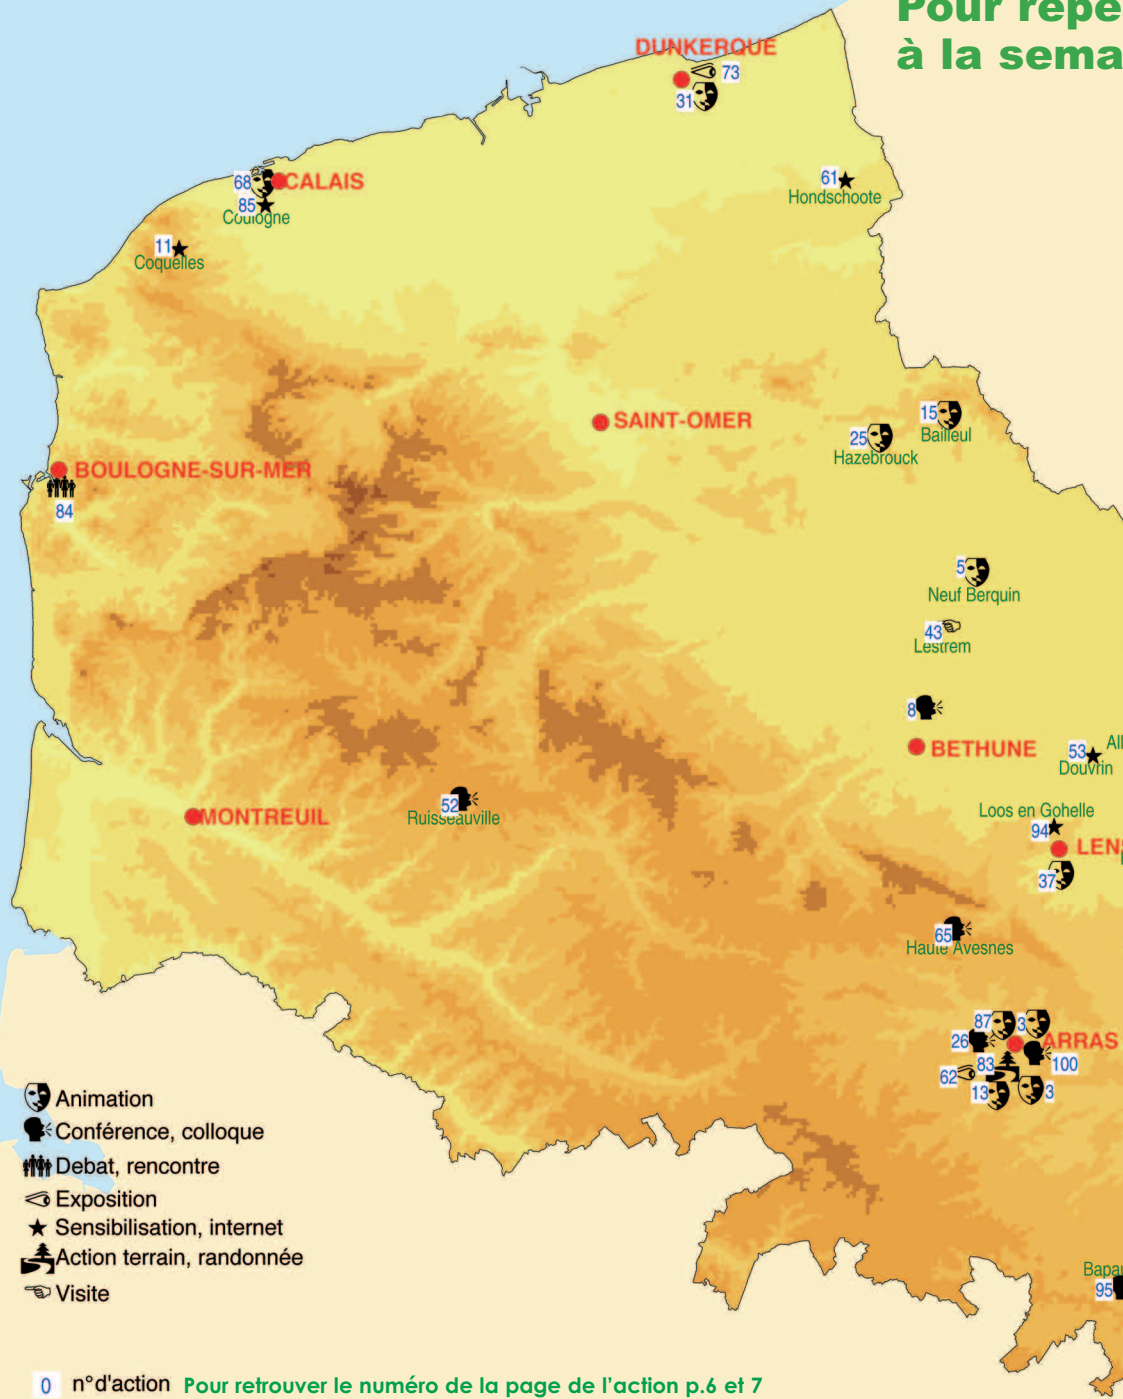 Pour repé
à la sema
DUNKERQUE
73
31
68
CALAIS
85
Coulogne
11
Coquelles
61
Hondschoote
SAINT-OMER
15
Bailleul
25
Hazebrouck
BOULOGNE-SUR-MER
84
5
Neuf Berquin
43
Lestrem
8
BETHUNE
53
All
Douvrin
MONTREUIL
52
Ruisseauville
Loos en Gohelle
94
LENS
37
65
Haute Avesnes
87
3
26
ARRAS
83
100
62
13
3
Animation
Conférence, colloque
Debat, rencontre
Exposition
Sensibilisation, internet
Action terrain, randonnée
Visite
Bapau
95
0 n°d'action Pour retrouver le numéro de la page de l'action p.6 et 7